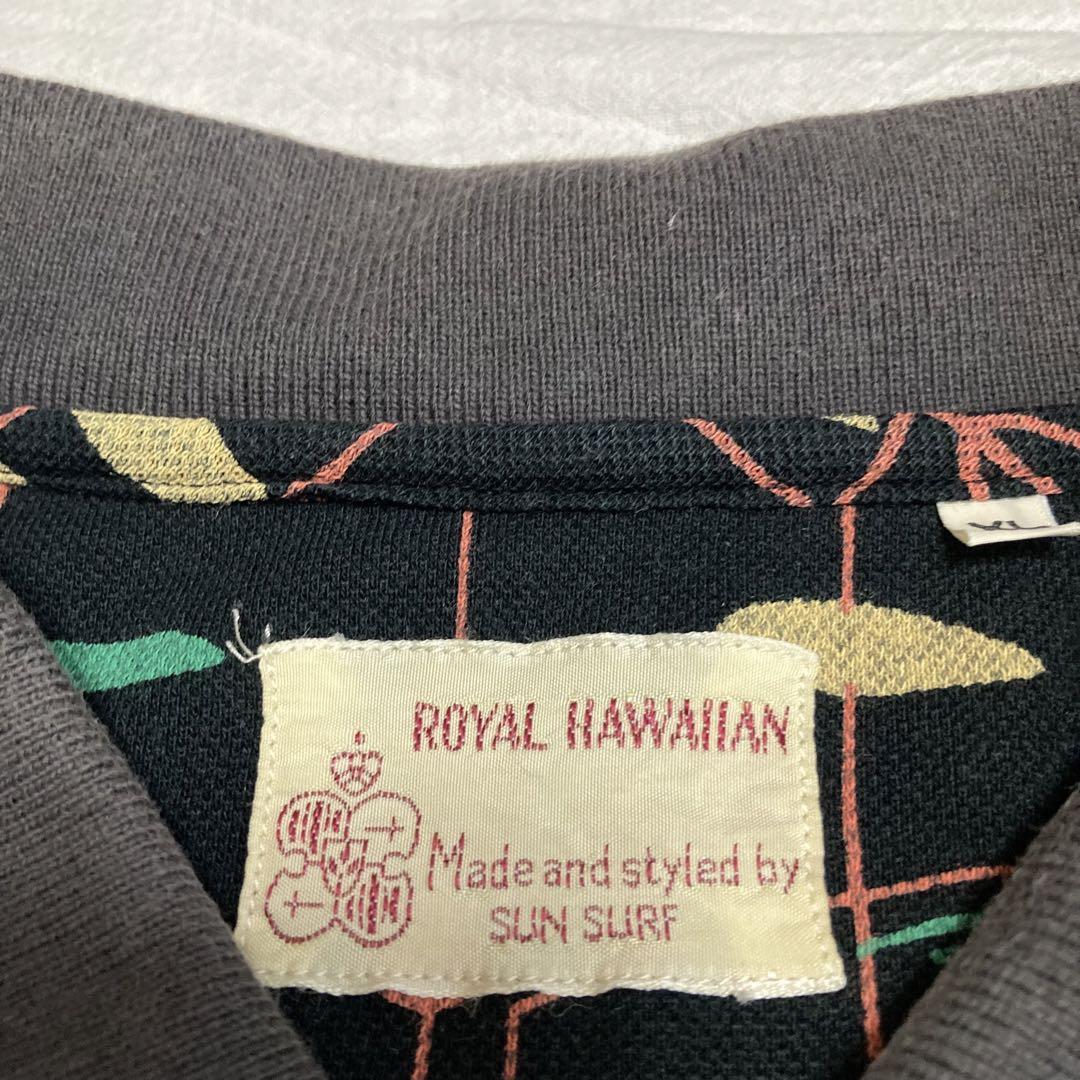 XL
ROYAL HAWAIIAN
Made and styled by
SUN SURF